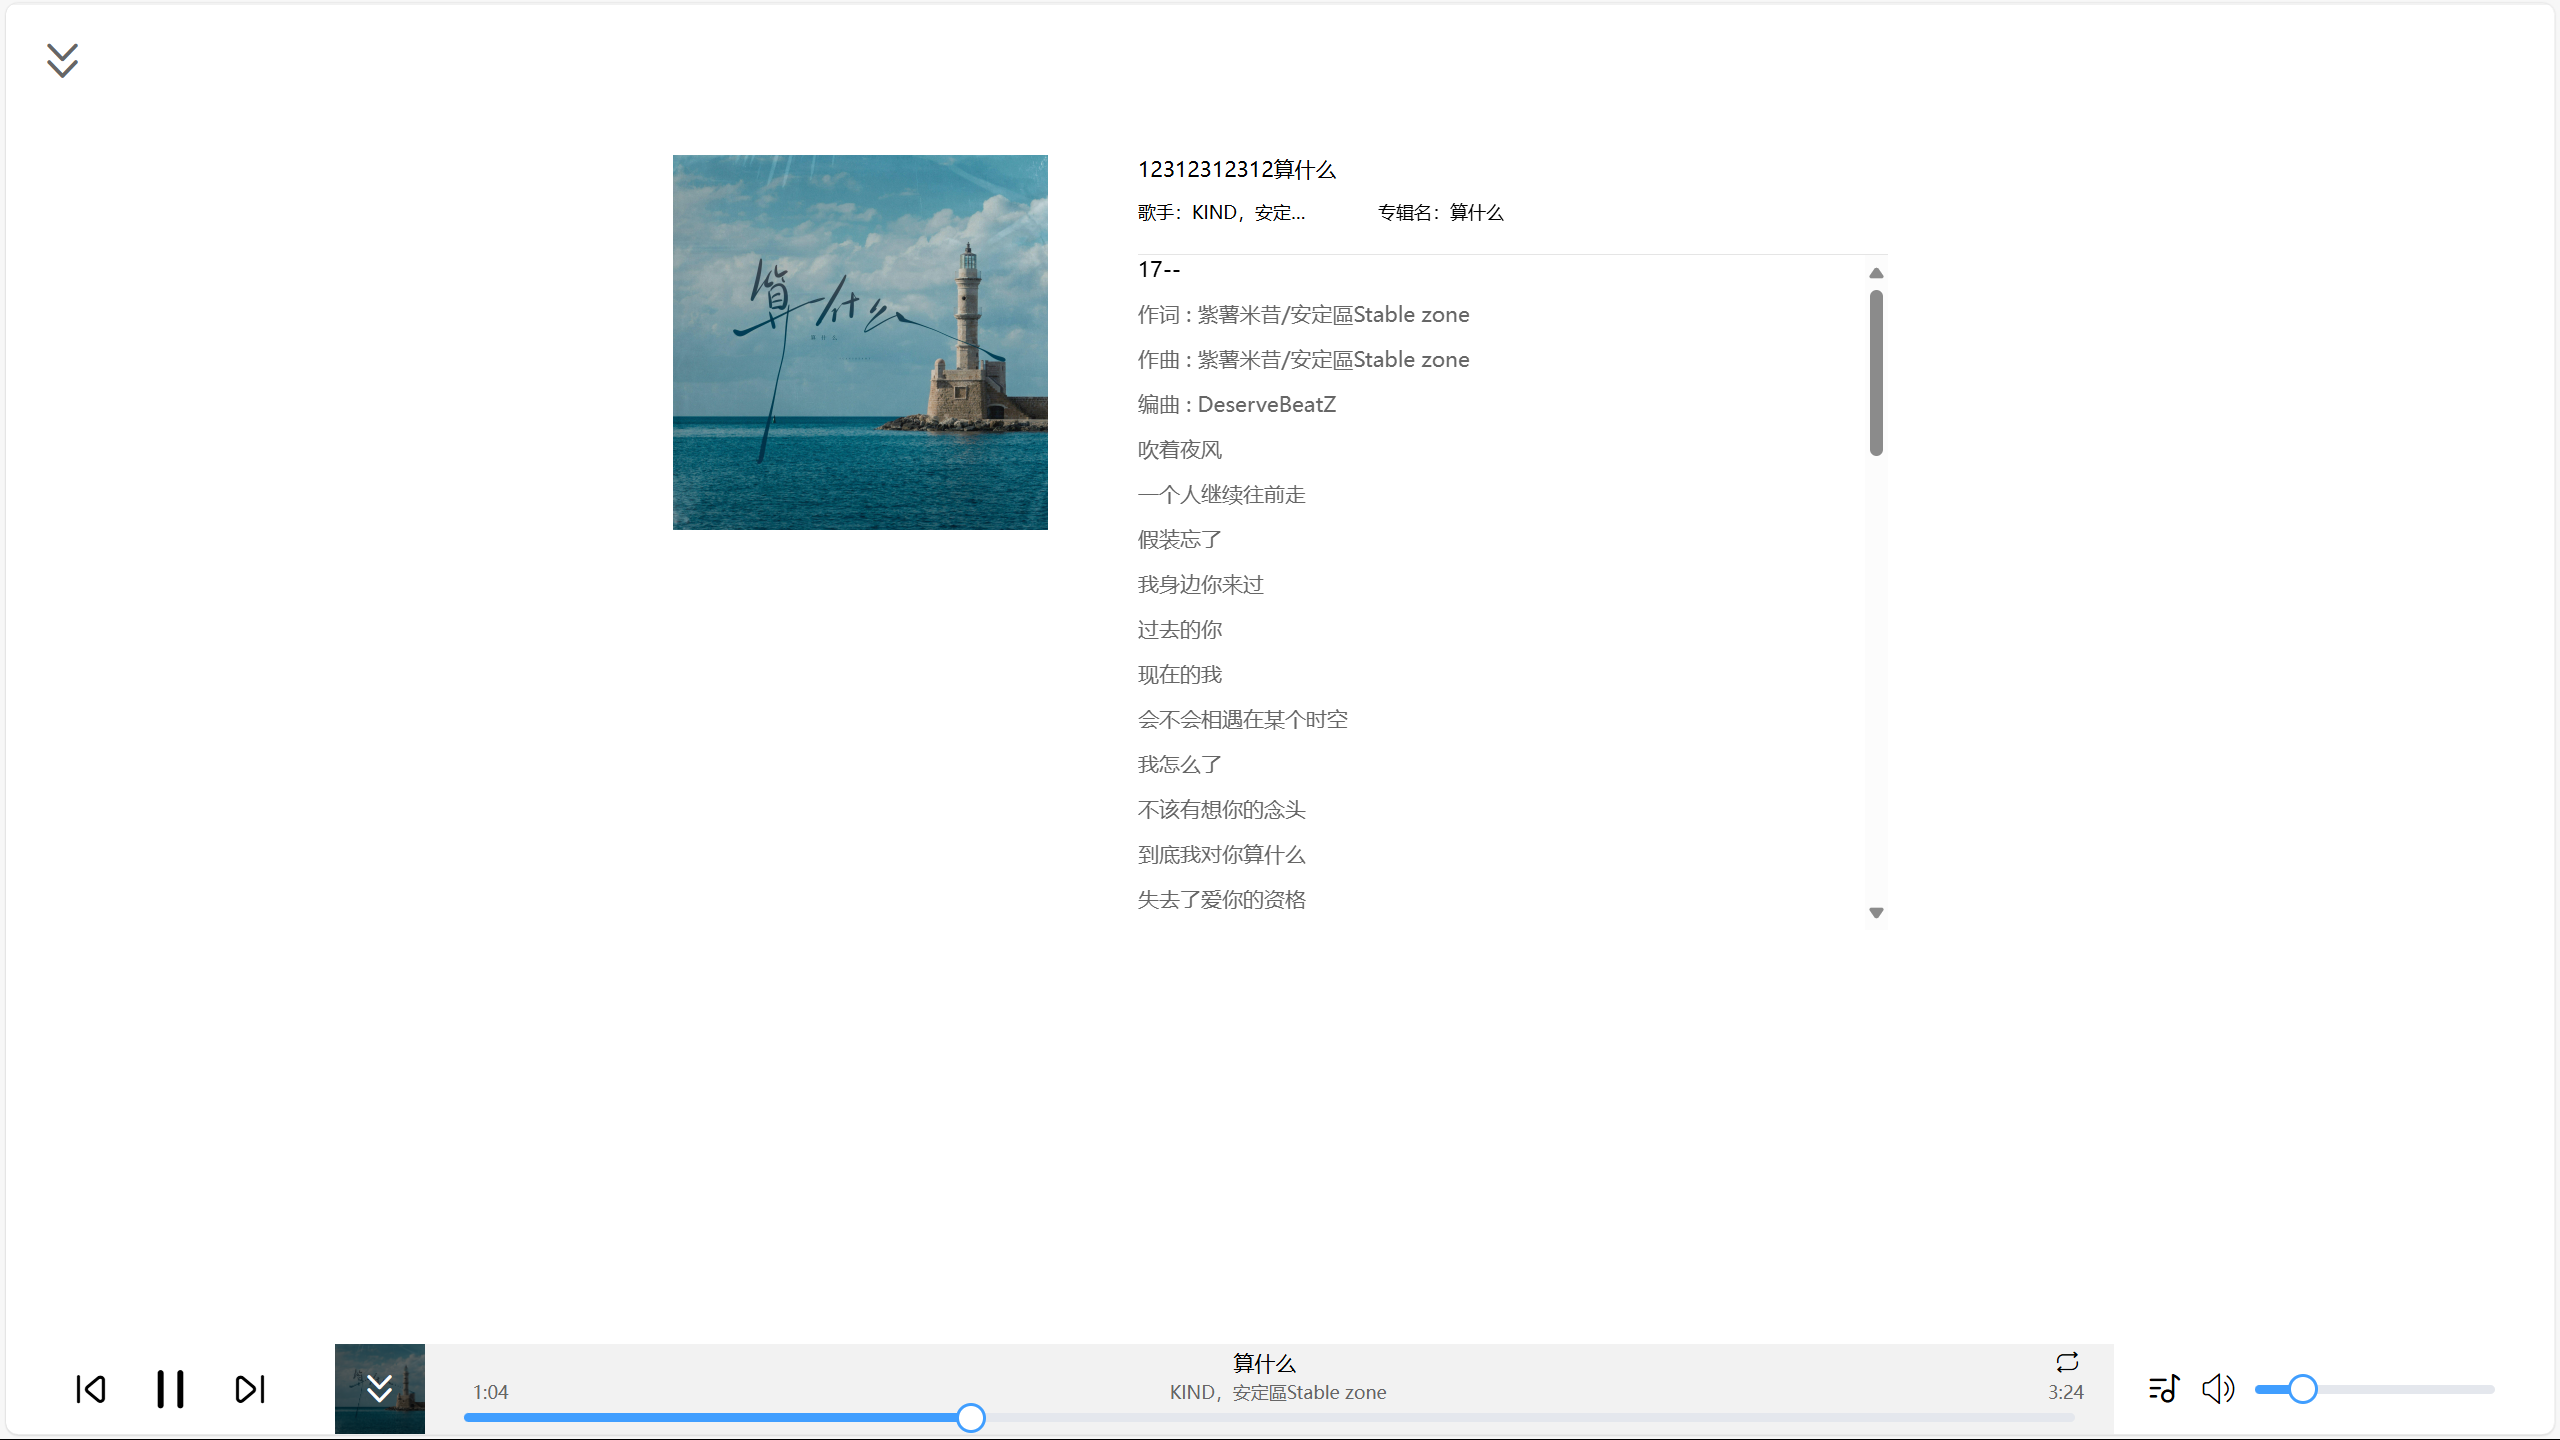 算什么
12312312312算什么
歌手：KIND，安定...
专辑名：算什么
17--
作词 : 紫薯米昔/安定區Stable zone
作曲 : 紫薯米昔/安定區Stable zone
编曲 : DeserveBeatZ
吹着夜风
一个人继续往前走
假装忘了
我身边你来过
过去的你
现在的我
会不会相遇在某个时空
我怎么了
不该有想你的念头
到底我对你算什么
失去了爱你的资格
算什么
1:04
KIND，安定區Stable zone
3:24